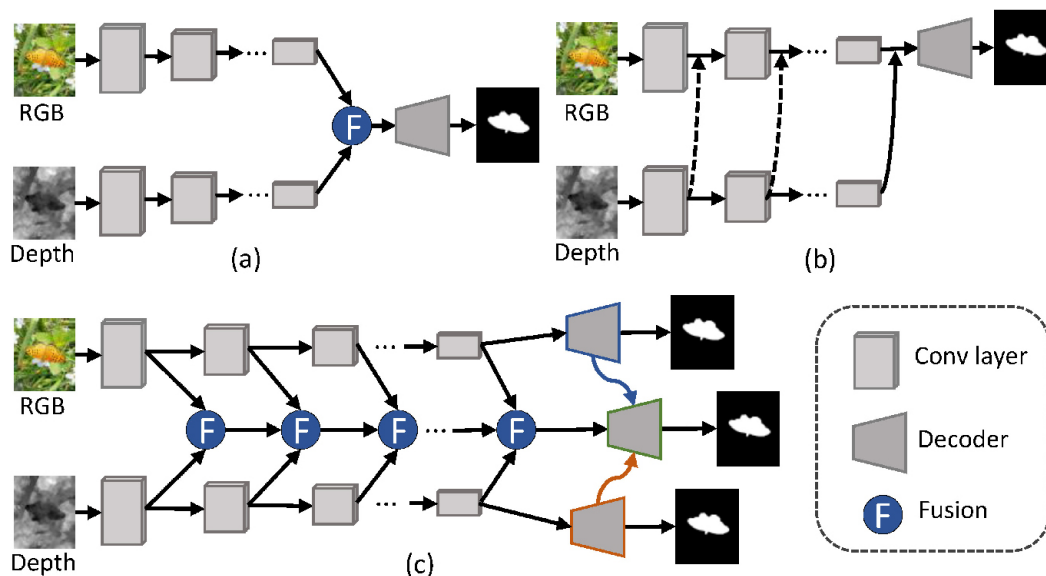 RGB
F
Depth
(a)
RGB
Depth
(b)
RGB
F F F F
Depth
(c)
Conv layer
Decoder
F Fusion